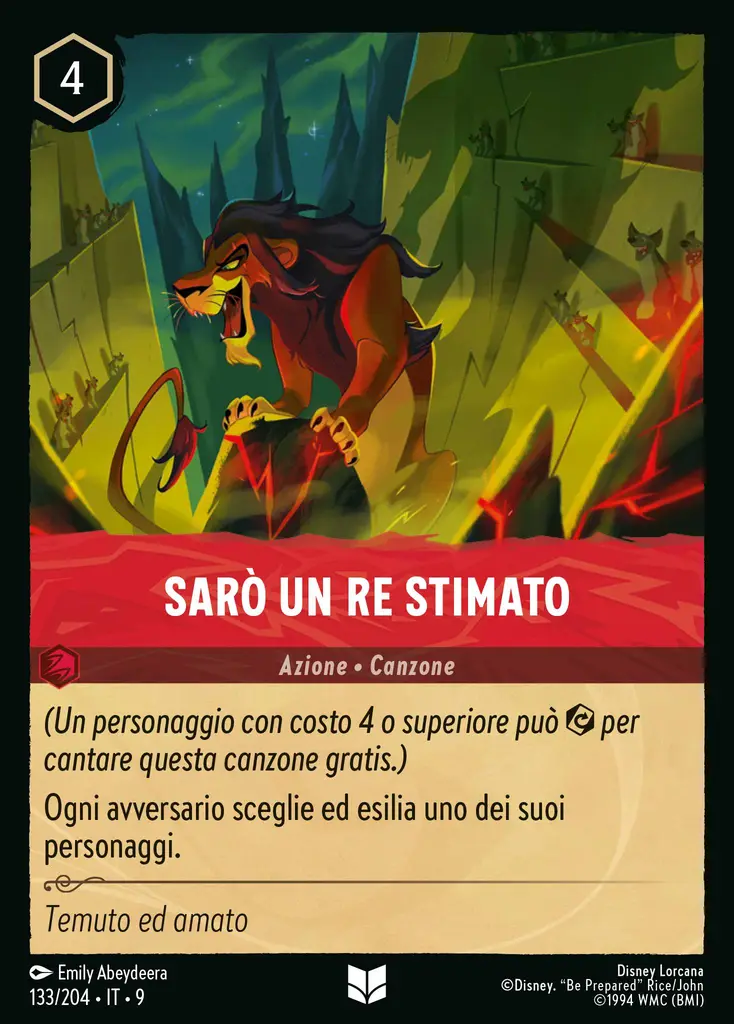 4
SARÒ UN RE STIMATO
Azione • Canzone
(Un personaggio con costo 4 o superiore può per
cantare questa canzone gratis.)
Ogni avversario sceglie ed esilia uno dei suoi
personaggi.
Temuto ed amato
Emily Abeydeera
133/204 • IT • 9
Disney Lorcana
©Disney. “Be Prepared” Rice/John
©1994 WMC (BMI)